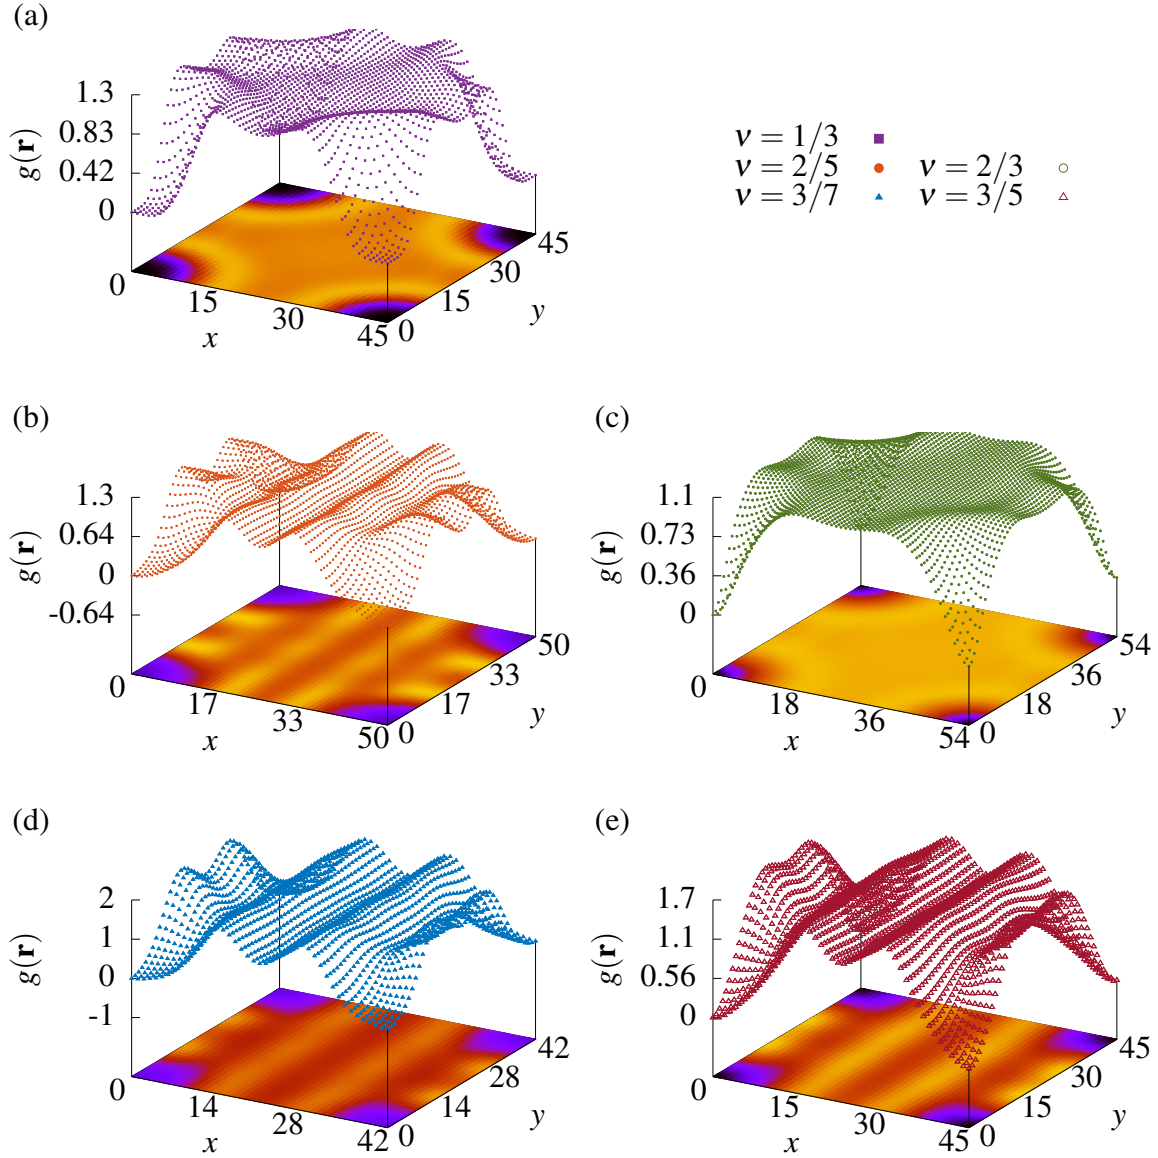 (a)
1.3
0.83
0.42
0
g(r)
0
15
30
45
x
0
15
30
45
y
ν = 1/3
ν = 2/5
ν = 2/3
ν = 3/7
ν = 3/5
(b)
1.3
0.64
0
-0.64
g(r)
0
17
33
50
x
0
17
33
50
y
(c)
1.1
0.73
0.36
0
g(r)
0
18
36
54
x
0
18
36
54
y
(d)
2
1
0
-1
g(r)
0
14
28
42
x
0
14
28
42
y
(e)
1.7
1.1
0.56
0
g(r)
0
15
30
45
x
0
15
30
45
y